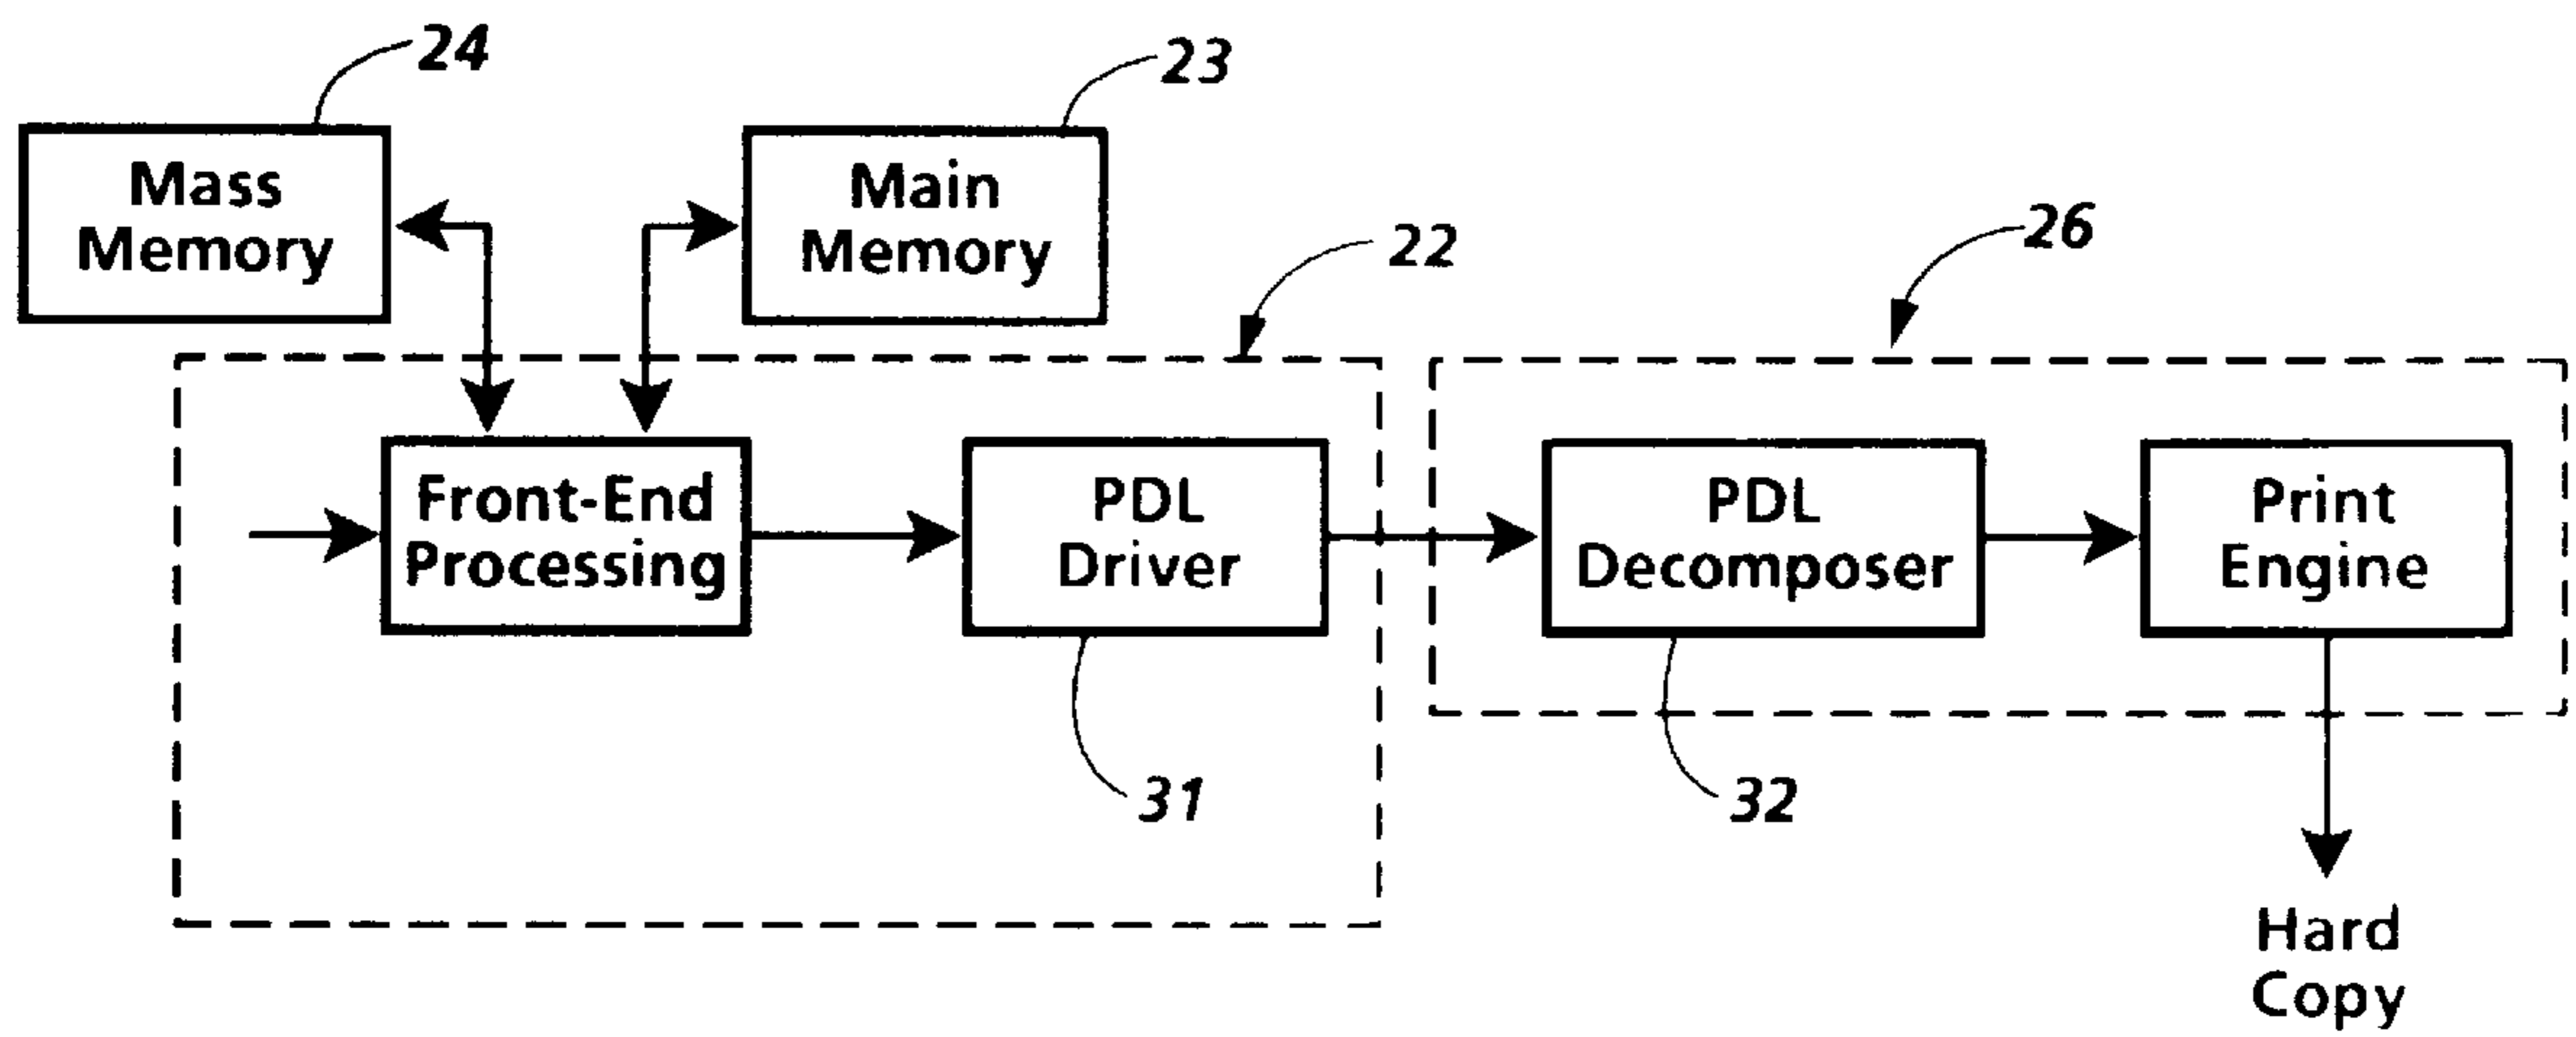 24
23
Mass
Memory
Main
Memory
22
26
Front-End
Processing
PDL
Driver
PDL
Decomposer
Print
Engine
31
32
Hard
Copy